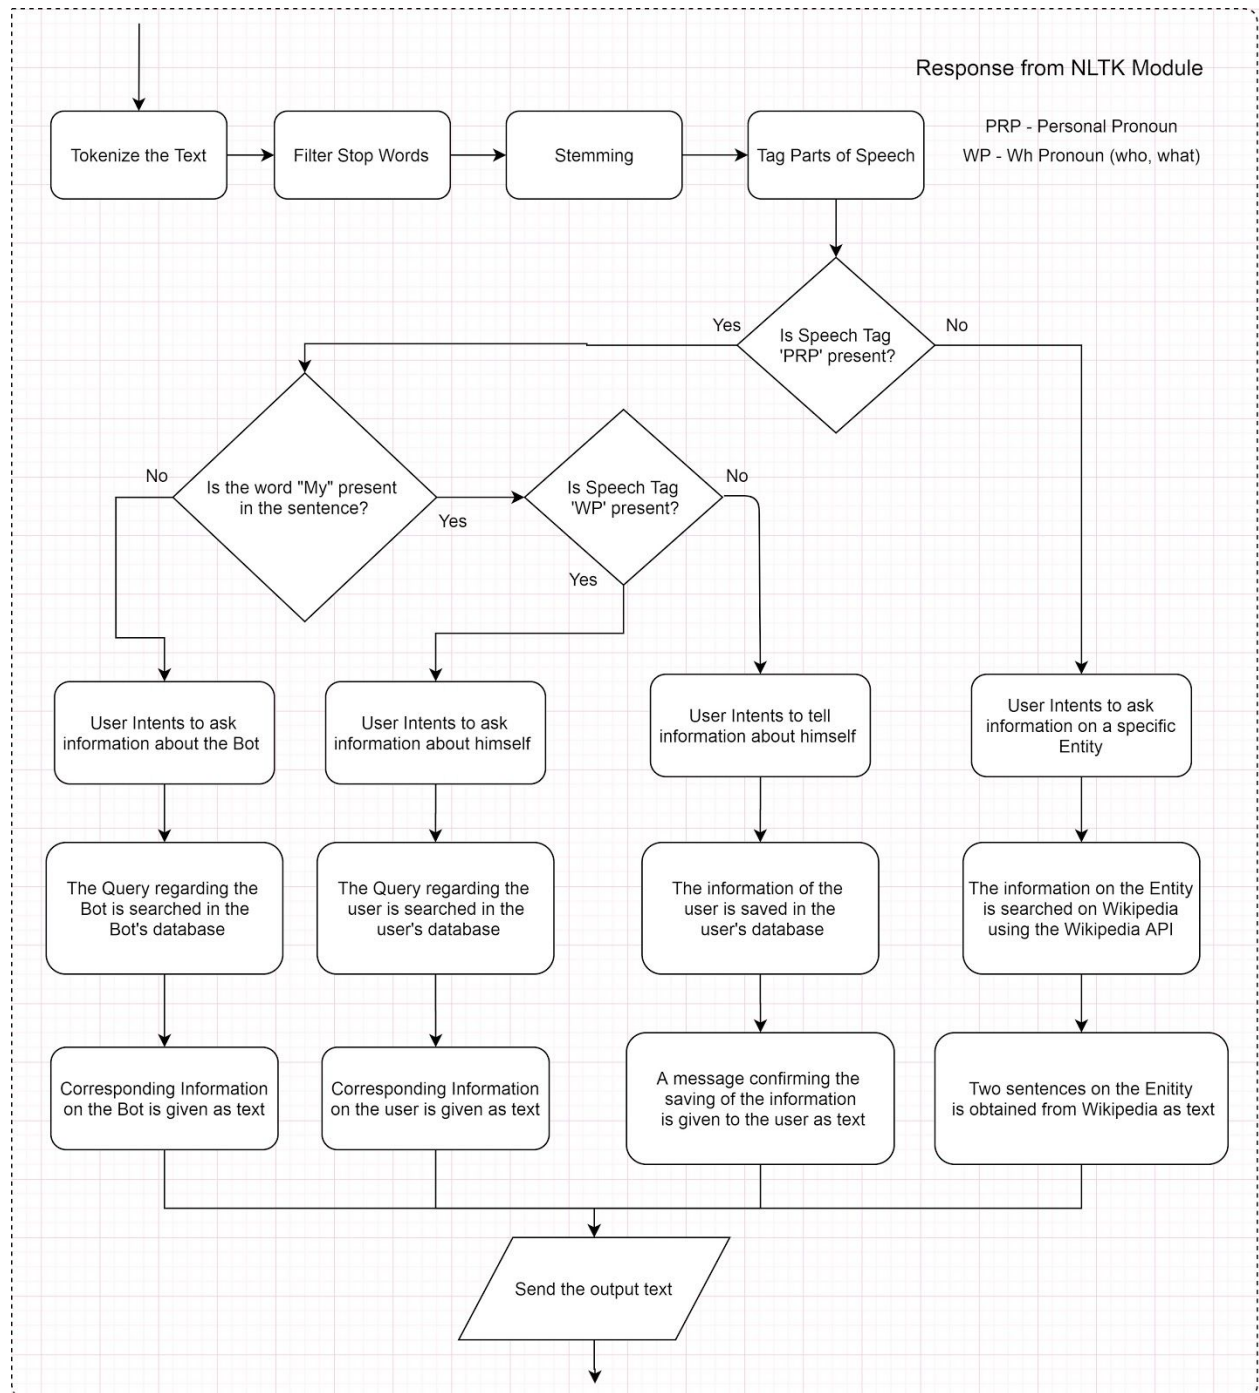 Response from NLTK Module
PRP - Personal Pronoun
WP - Wh Pronoun (who, what)
Tokenize the Text
Filter Stop Words
Stemming
Tag Parts of Speech
Is Speech Tag
'PRP' present?
Yes
No
Is the word "My" present
in the sentence?
No
Yes
Is Speech Tag
'WP' present?
No
Yes
User Intents to ask
information about the Bot
User Intents to ask
information about himself
User Intents to tell
information about himself
User Intents to ask
information on a specific
Entity
The Query regarding the
Bot is searched in the
Bot's database
The Query regarding the
user is searched in the
user's database
The information of the
user is saved in the
user's database
The information on the Entity
is searched on Wikipedia
using the Wikipedia API
Corresponding Information
on the Bot is given as text
Corresponding Information
on the user is given as text
A message confirming the
saving of the information
is given to the user as text
Two sentences on the Enitity
is obtained from Wikipedia as text
Send the output text